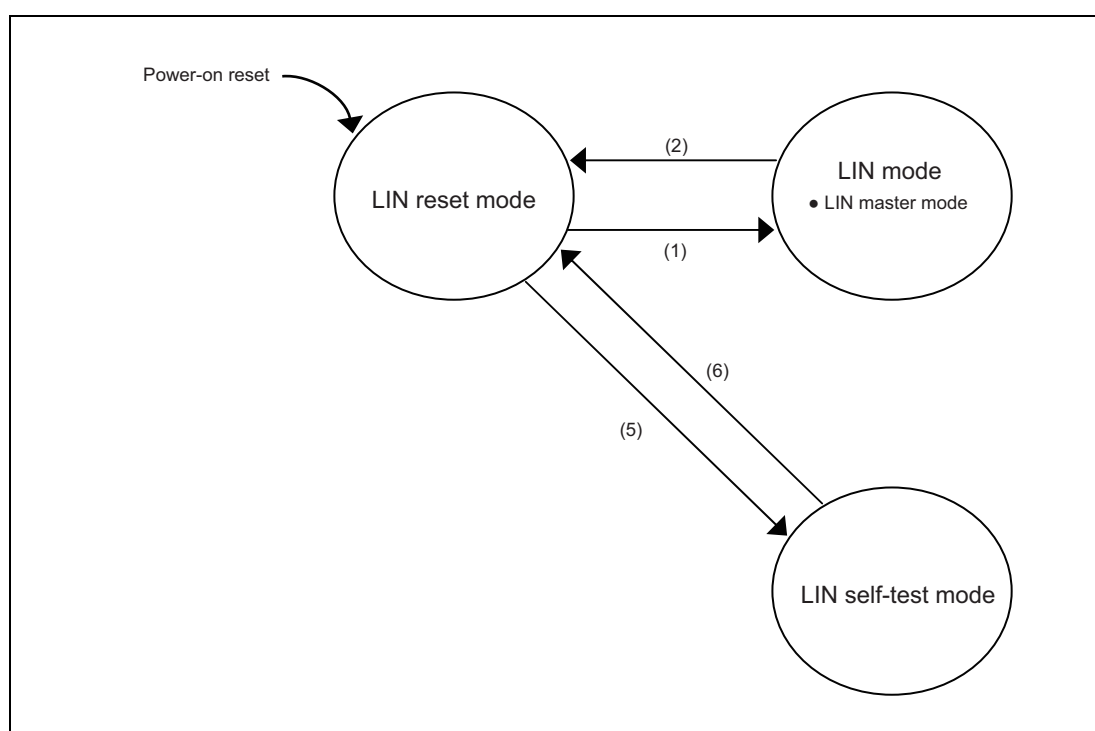 Power-on reset
(2)
LIN mode
LIN reset mode
● LIN master mode
(1)
(6)
(5)
LIN self-test mode